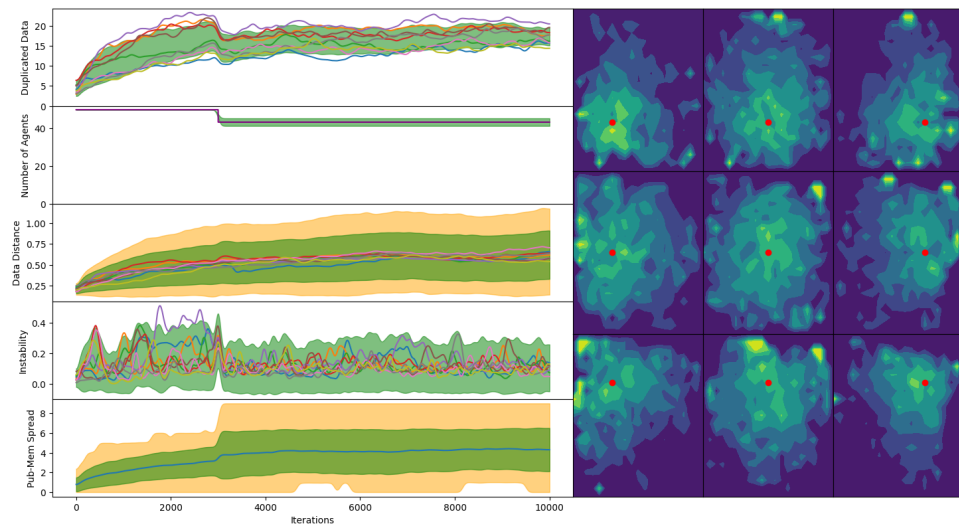 Duplicated Data
20
15
10
5
0
Number of Agents
40
20
0
Data Distance
1.00
0.75
0.50
0.25
Instability
0.4
0.2
0.0
Pub-Mem Spread
8
6
4
2
0
0 2000 4000 6000 8000 10000
Iterations